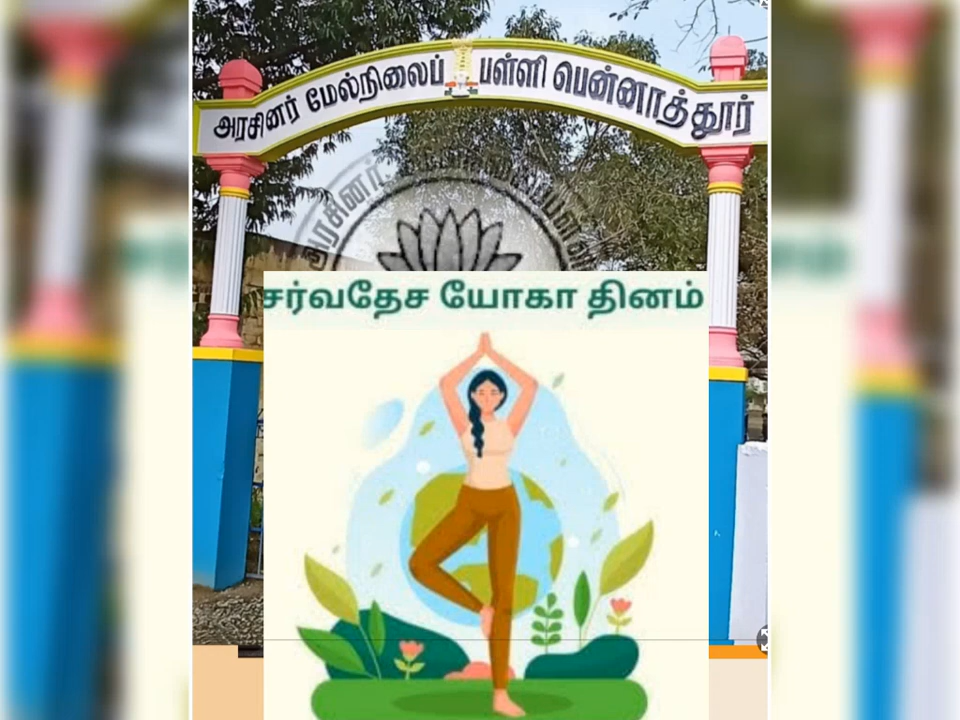 அரசினர் மேல்நிலைப் பள்ளி பென்னாத்தூர்
சர்வதேச யோகா தினம்